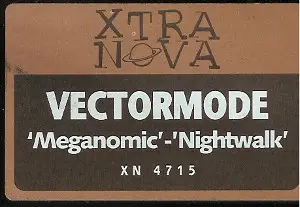 XTRA
NOVA
VECTORMODE
'Meganomic'-'Nightwalk'
XN 4715